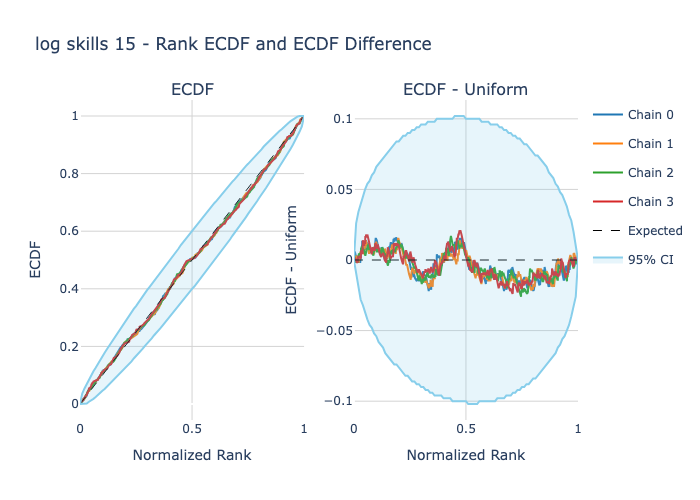 log skills 15 - Rank ECDF and ECDF Difference
ECDF
ECDF - Uniform
1
0.8
0.6
0.4
0.2
0
ECDF
0
0.5
1
Normalized Rank
0.1
0.05
0
−0.05
−0.1
ECDF - Uniform
0
0.5
1
Normalized Rank
Chain 0
Chain 1
Chain 2
Chain 3
Expected
95% CI